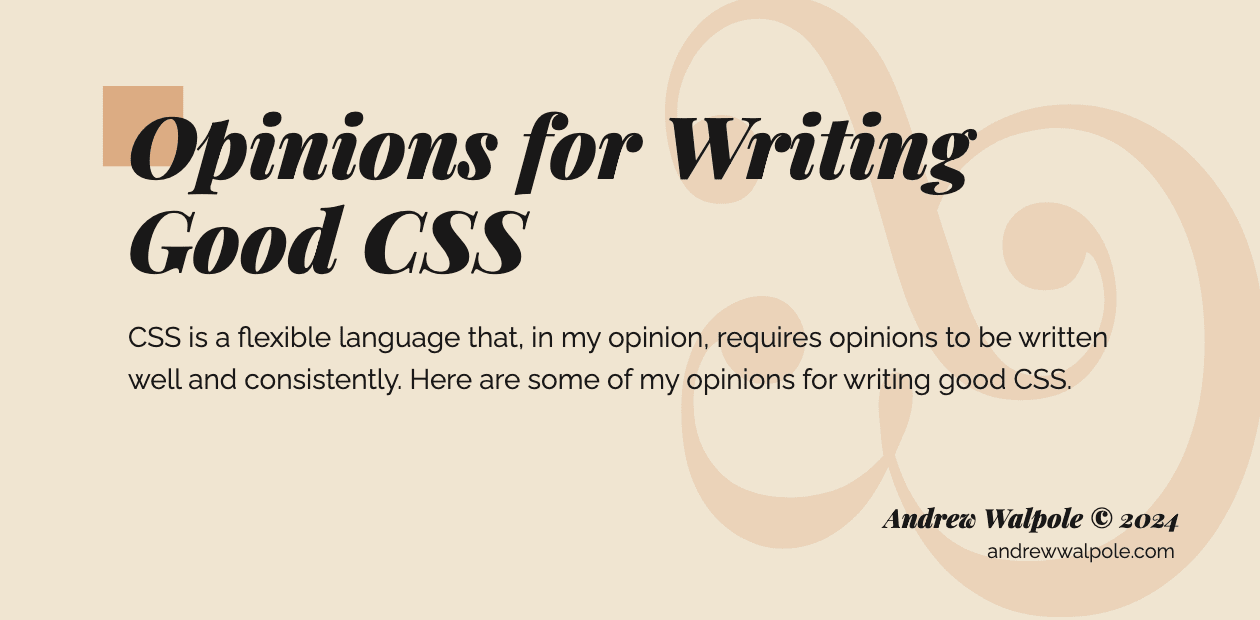 Opinions for Writing
Good CSS
CSS is a flexible language that, in my opinion, requires opinions to be written
well and consistently. Here are some of my opinions for writing good CSS.
Andrew Walpole © 2024
andrewwalpole.com